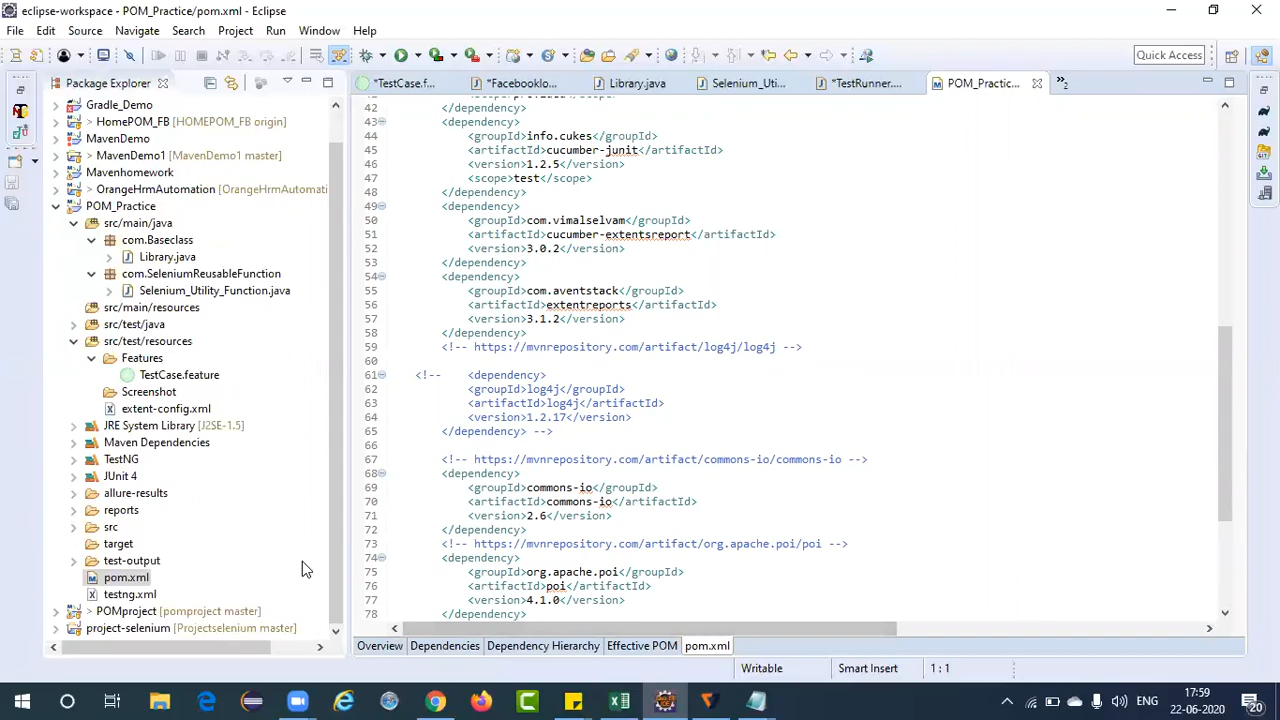 eclipse-workspace - POM_Practice/pom.xml - Eclipse
File Edit Source Navigate Search Project Run Window Help
Quick Access
Package Explorer
*TestCase.f... *Facebooklo... Library.java Selenium_Uti... *TestRunner.... POM_Practic... »2
Gradle_Demo
HomePOM_FB [HOMEPOM_FB origin]
MavenDemo
MavenDemo1 [MavenDemo1 master]
Mavenhomework
OrangeHrmAutomation [OrangeHrmAutomati
POM_Practice
src/main/java
com.Baseclass
Library.java
com.SeleniumReusableFunction
Selenium_Utility_Function.java
src/main/resources
src/test/java
src/test/resources
Features
TestCase.feature
Screenshot
extent-config.xml
JRE System Library [J2SE-1.5]
Maven Dependencies
TestNG
JUnit 4
allure-results
reports
src
target
test-output
pom.xml
testng.xml
POMproject [pomproject master]
project-selenium [Projectselenium master]
42 </dependency>
43 <dependency>
44 <groupId>info.cukes</groupId>
45 <artifactId>cucumber-junit</artifactId>
46 <version>1.2.5</version>
47 <scope>test</scope>
48 </dependency>
49 <dependency>
50 <groupId>com.vimalselvam</groupId>
51 <artifactId>cucumber-extentsreport</artifactId>
52 <version>3.0.2</version>
53 </dependency>
54 <dependency>
55 <groupId>com.aventstack</groupId>
56 <artifactId>extentreports</artifactId>
57 <version>3.1.2</version>
58 </dependency>
59 <!-- https://mvnrepository.com/artifact/log4j/log4j -->
60
61 <!-- <dependency>
62 <groupId>log4j</groupId>
63 <artifactId>log4j</artifactId>
64 <version>1.2.17</version>
65 </dependency> -->
66
67 <!-- https://mvnrepository.com/artifact/commons-io/commons-io -->
68 <dependency>
69 <groupId>commons-io</groupId>
70 <artifactId>commons-io</artifactId>
71 <version>2.6</version>
72 </dependency>
73 <!-- https://mvnrepository.com/artifact/org.apache.poi/poi -->
74 <dependency>
75 <groupId>org.apache.poi</groupId>
76 <artifactId>poi</artifactId>
77 <version>4.1.0</version>
78 </dependency>
Overview Dependencies Dependency Hierarchy Effective POM pom.xml
Writable Smart Insert 1 : 1
ENG 17:59
22-06-2020 20